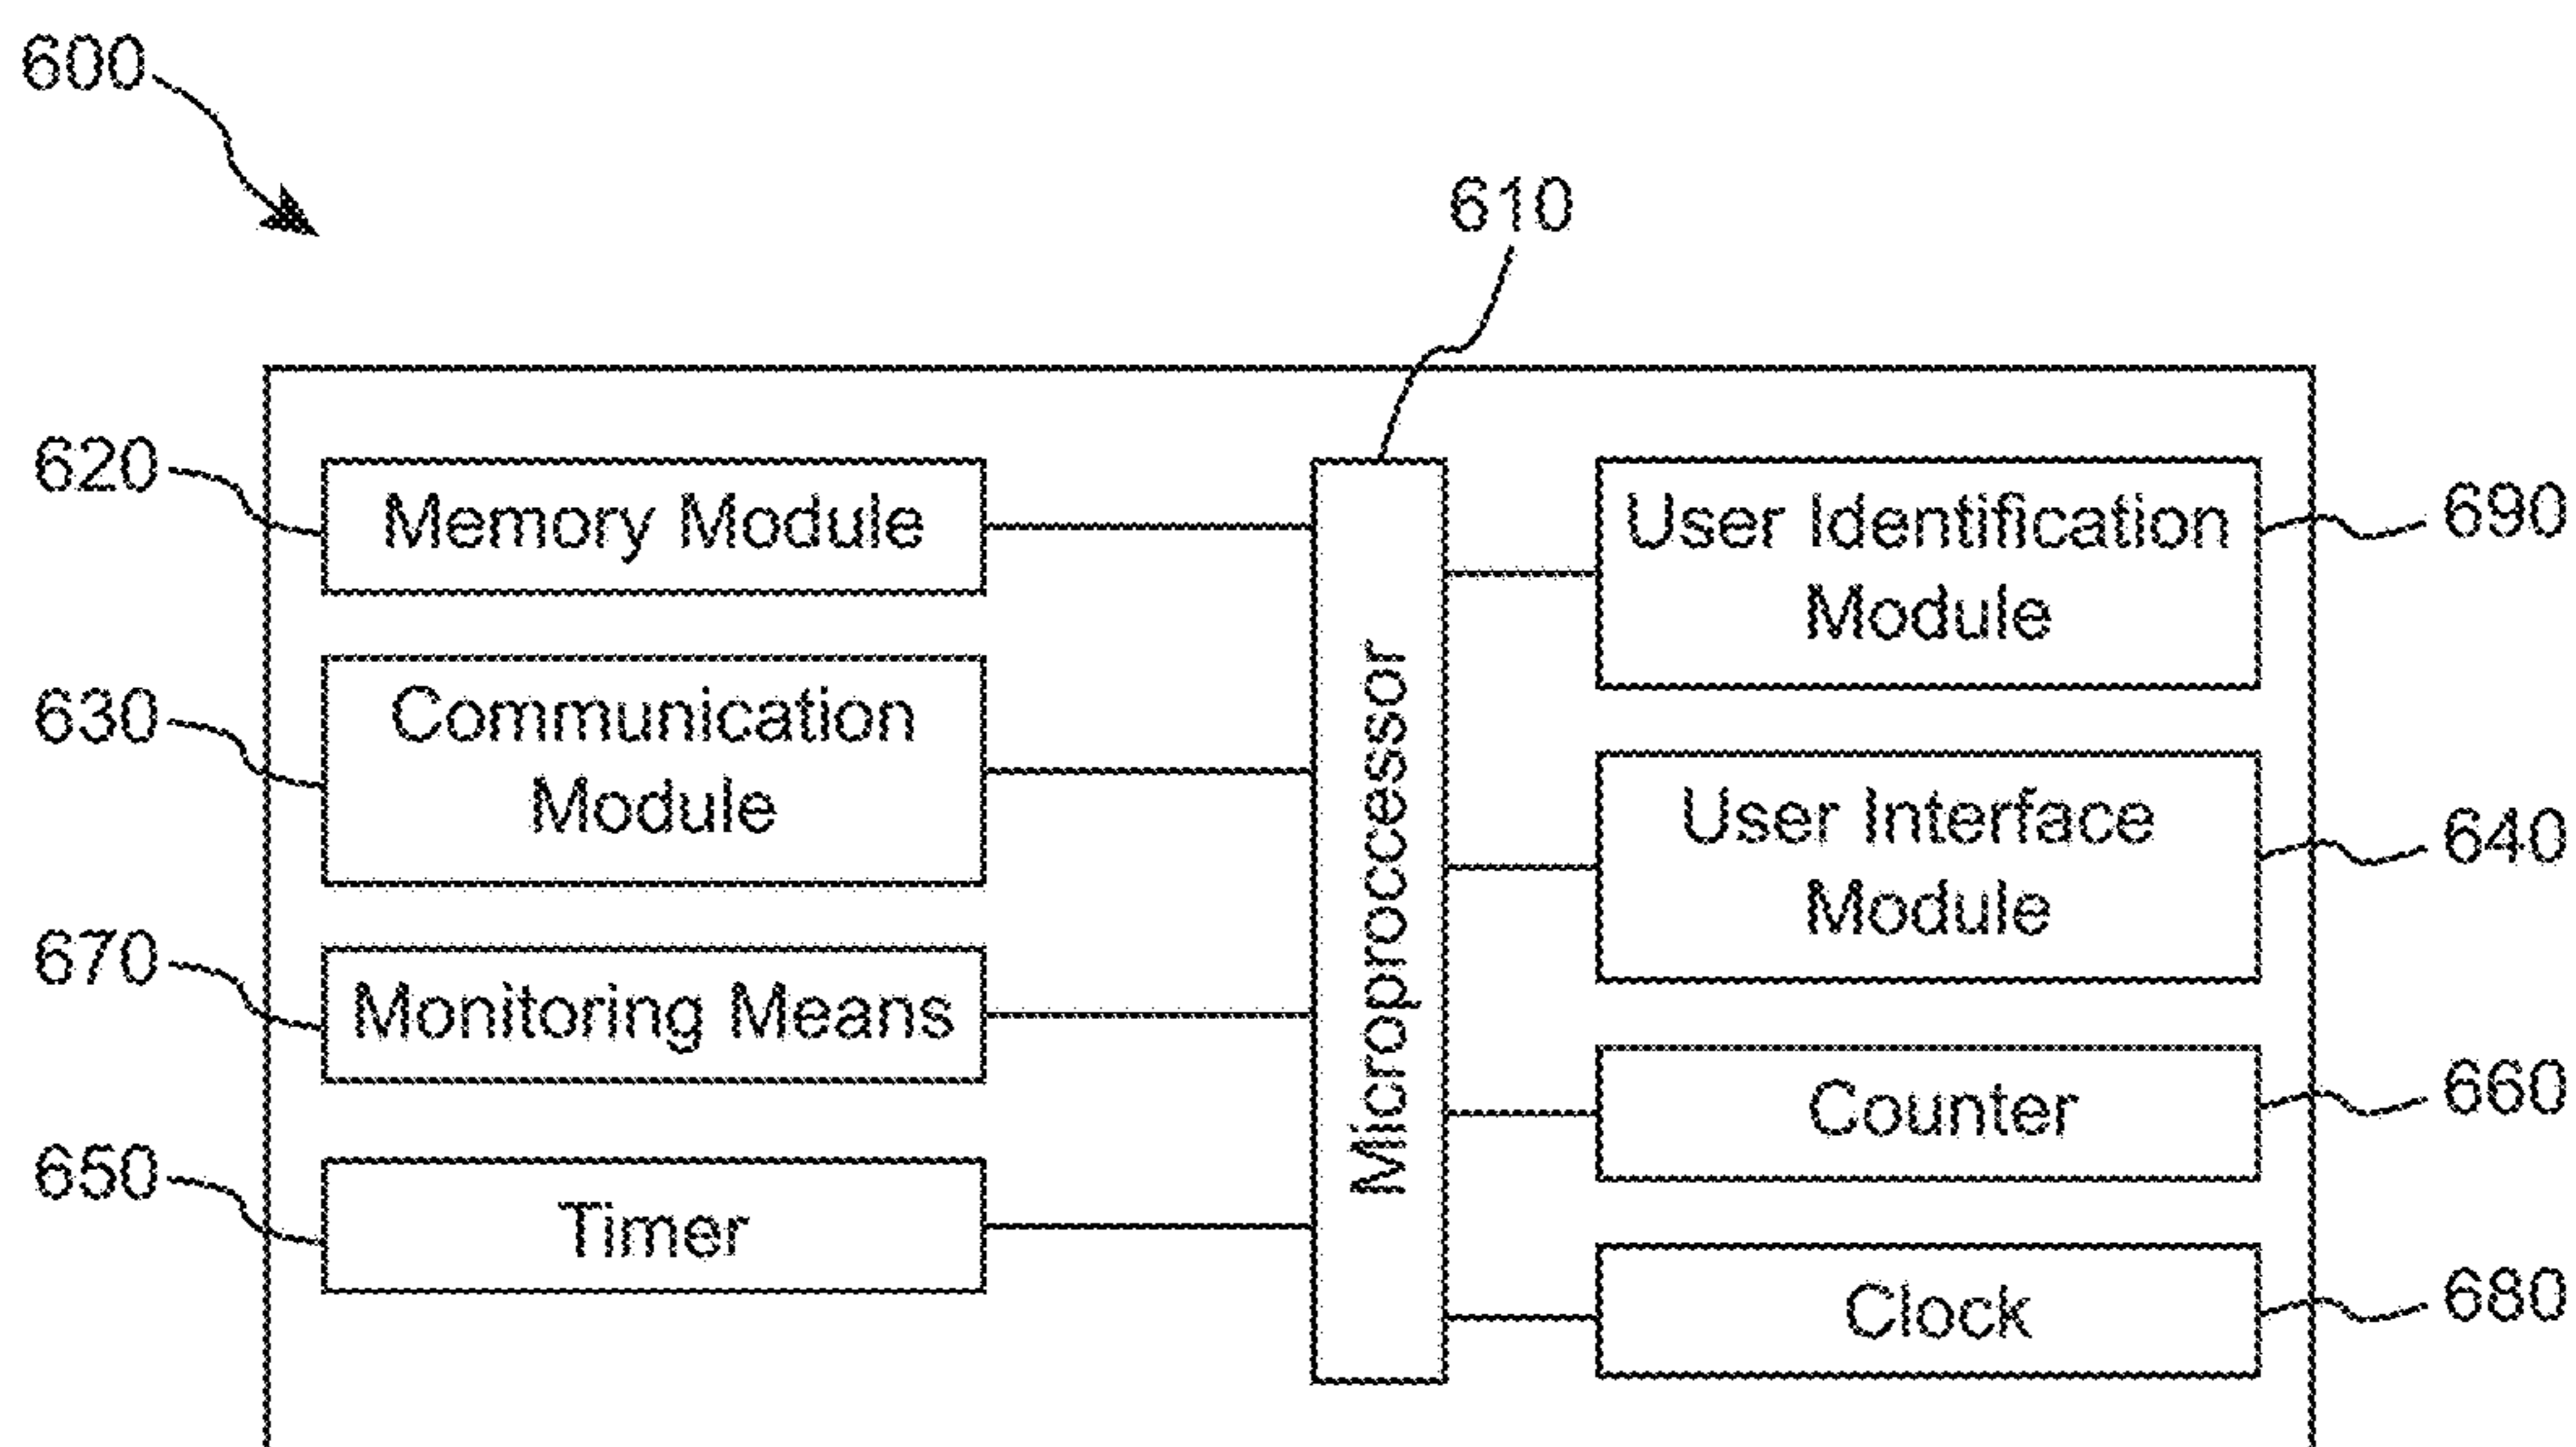 600
610
620
Memory Module
User Identification
Module
690
630
Communication
Module
Microproccessor
User Interface
Module
640
670
Monitoring Means
Counter
660
650
Timer
Clock
680